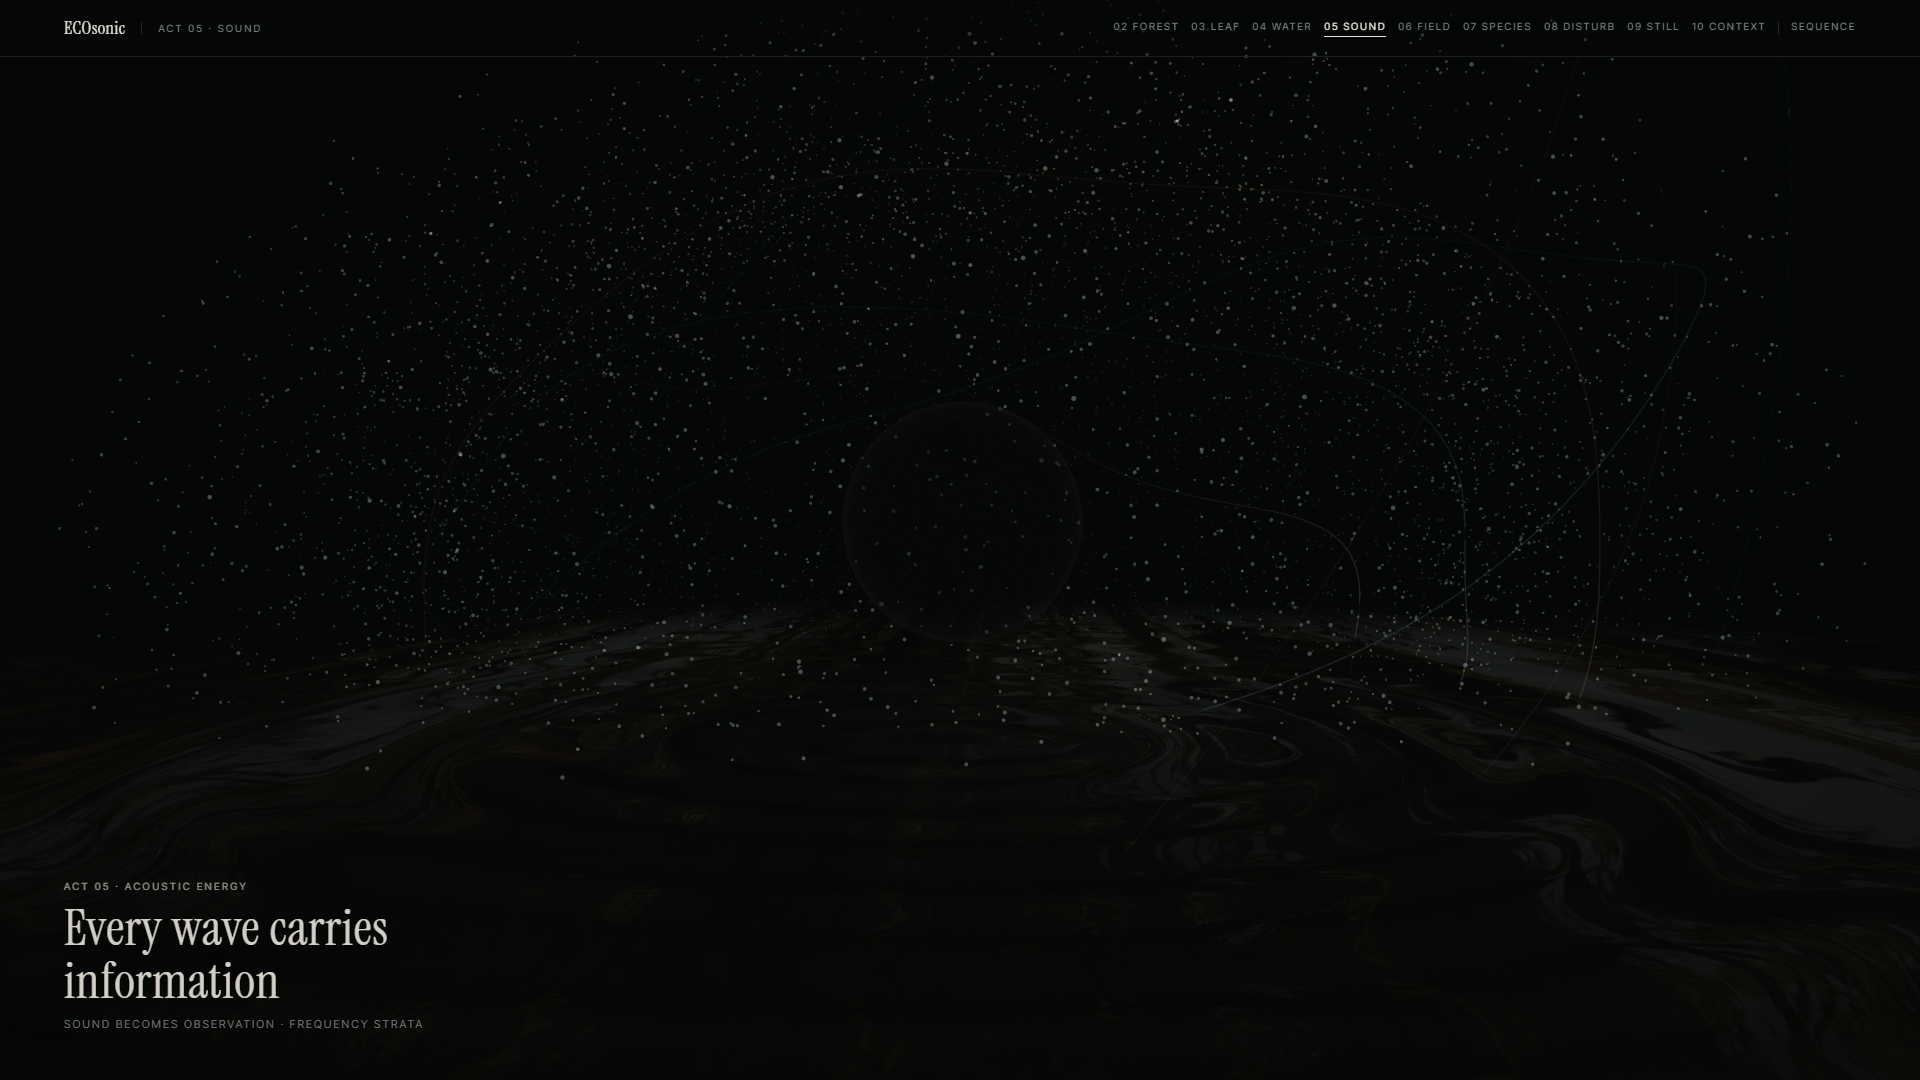 ECOsonic
ACT 05 · SOUND
02 FOREST 03 LEAF 04 WATER 05 SOUND 06 FIELD 07 SPECIES 08 DISTURB 09 STILL 10 CONTEXT SEQUENCE
ACT 05 · ACOUSTIC ENERGY
Every wave carries
information
SOUND BECOMES OBSERVATION · FREQUENCY STRATA